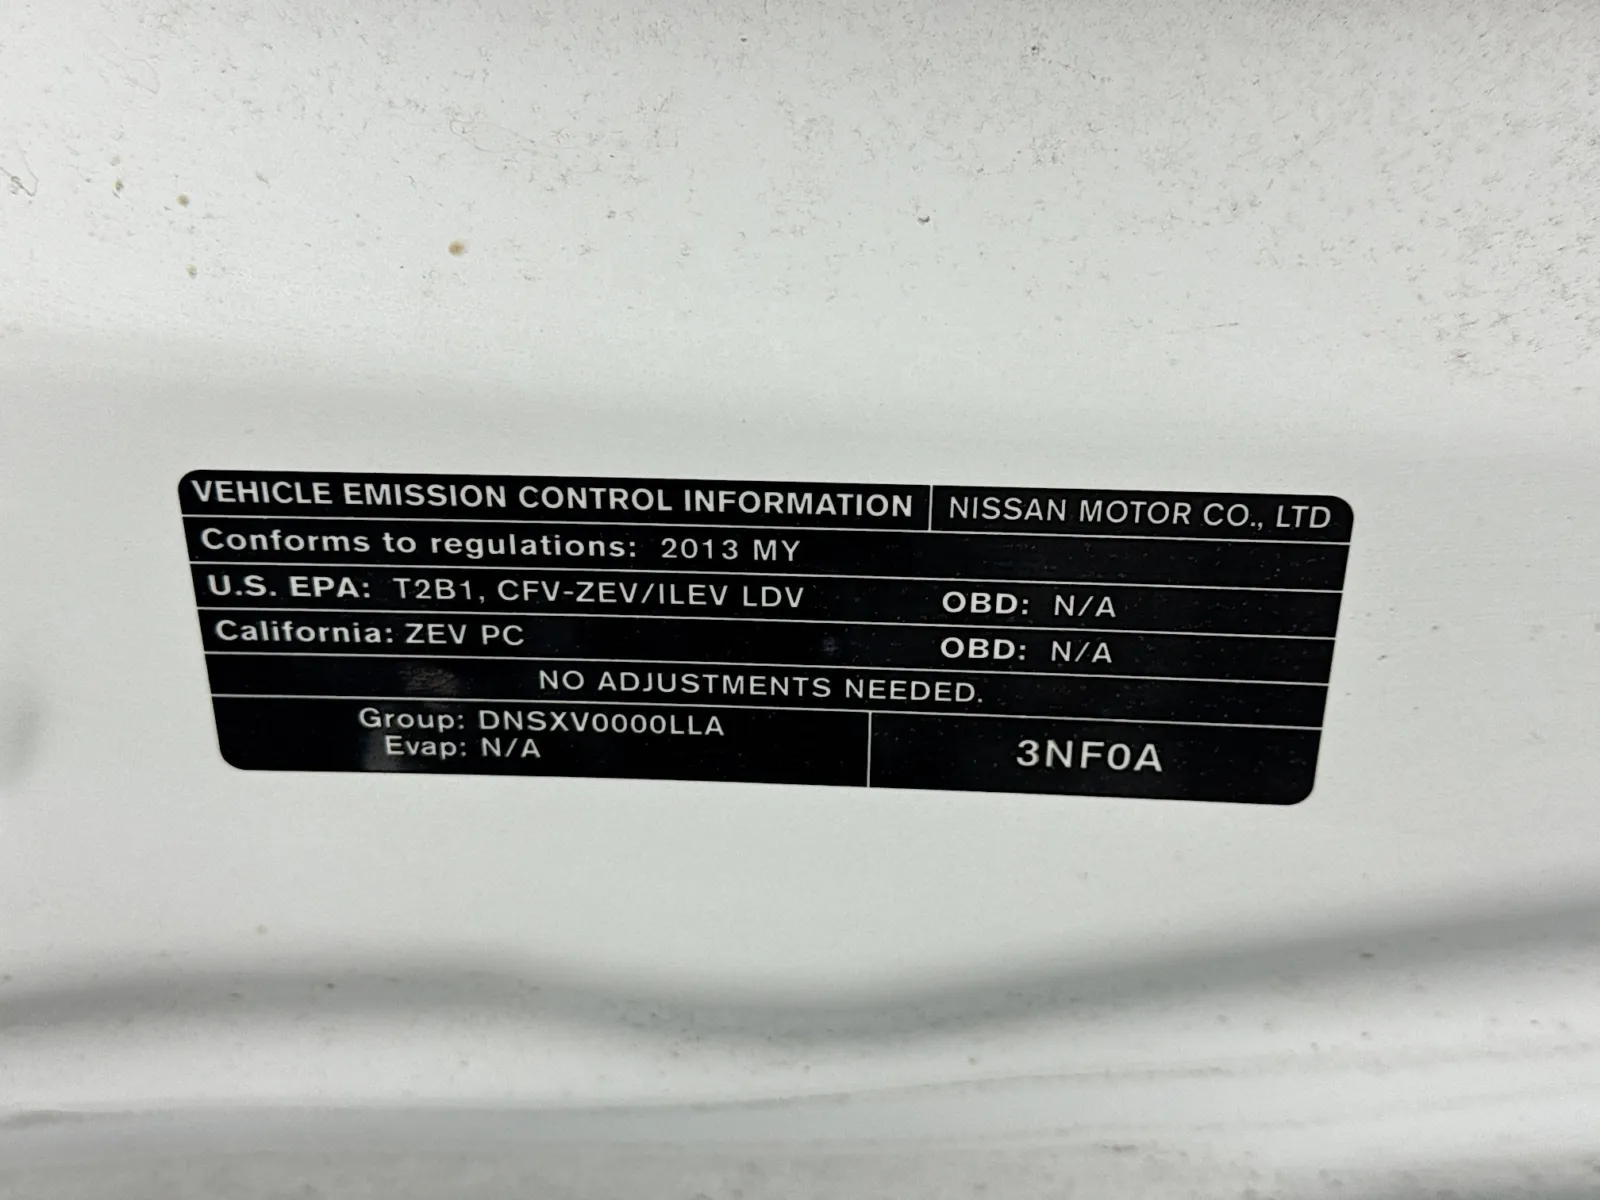 VEHICLE EMISSION CONTROL INFORMATION NISSAN MOTOR CO., LTD
Conforms to regulations: 2013 MY
U.S. EPA: T2B1, CFV-ZEV/ILEV LDV OBD: N/A
California: ZEV PC OBD: N/A
NO ADJUSTMENTS NEEDED.
Group: DNSXV0000LLA
Evap: N/A
3NF0A